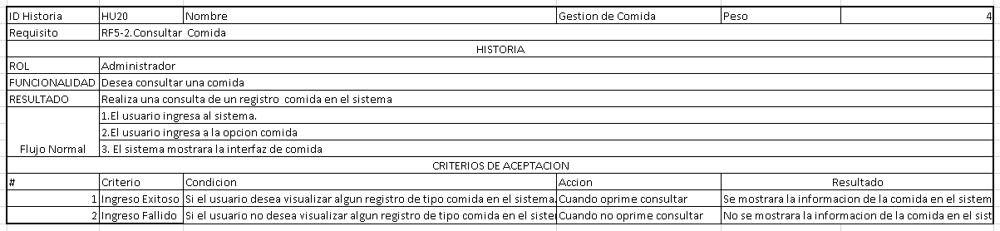 ID Historia HU20 Nombre Gestion de Comida Peso 4
Requisito RF5-2.Consultar Comida
HISTORIA
ROL Administrador
FUNCIONALIDAD Desea consultar una comida
RESULTADO Realiza una consulta de un registro comida en el sistema
1.El usuario ingresa al sistema.
2.El usuario ingresa a la opcion comida
Flujo Normal 3. El sistema mostrara la interfaz de comida
CRITERIOS DE ACEPTACION
# Criterio Condicion Accion Resultado
1 Ingreso Exitoso Si el usuario desea visualizar algun registro de tipo comida en el sistema. Cuando oprime consultar Se mostrara la informacion de la comida en el sistem
2 Ingreso Fallido Si el usuario no desea visualizar algun registro de tipo comida en el siste Cuando no oprime consultar No se mostrara la informacion de la comida en el sist